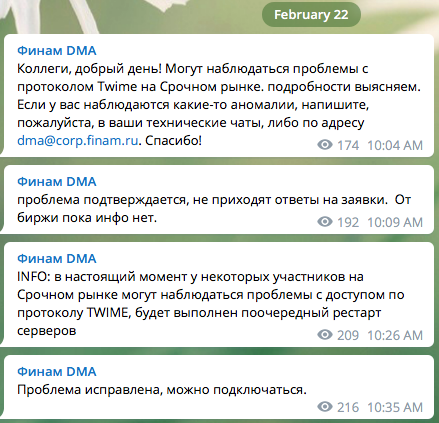 February 22
Финам DMA
Коллеги, добрый день! Могут наблюдаться проблемы с
протоколом Twime на Срочном рынке. подробности выясняем.
Если у вас наблюдаются какие-то аномалии, напишите,
пожалуйста, в ваши технические чаты, либо по адресу
dma@corp.finam.ru. Спасибо!
174 10:04 AM
Финам DMA
проблема подтверждается, не приходят ответы на заявки. От
биржи пока инфо нет.
192 10:09 AM
Финам DMA
INFO: в настоящий момент у некоторых участников на
Срочном рынке могут наблюдаться проблемы с доступом по
протоколу TWIME, будет выполнен поочередный рестарт
серверов
209 10:26 AM
Финам DMA
Проблема исправлена, можно подключаться.
216 10:35 AM